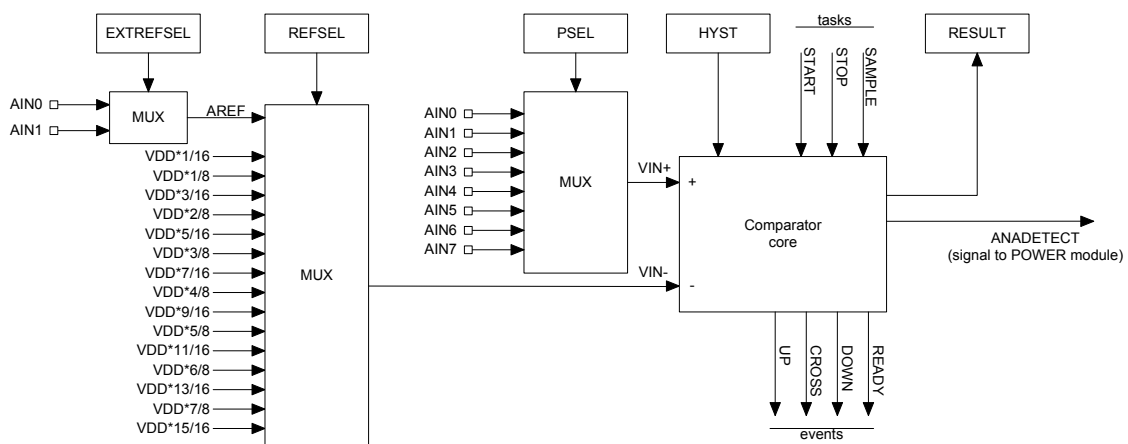 tasks
EXTREFSEL
REFSEL
PSEL
HYST
RESULT
START
STOP
SAMPLE
AIN0
AIN1
MUX
AREF
VDD*1/16
VDD*1/8
VDD*3/16
VDD*2/8
VDD*5/16
VDD*3/8
VDD*7/16
VDD*4/8
VDD*9/16
VDD*5/8
VDD*11/16
VDD*6/8
VDD*13/16
VDD*7/8
VDD*15/16
MUX
AIN0
AIN1
AIN2
AIN3
AIN4
AIN5
AIN6
AIN7
MUX
VIN+
VIN-
+
-
Comparator
core
ANADETECT
(signal to POWER module)
UP
CROSS
DOWN
READY
events